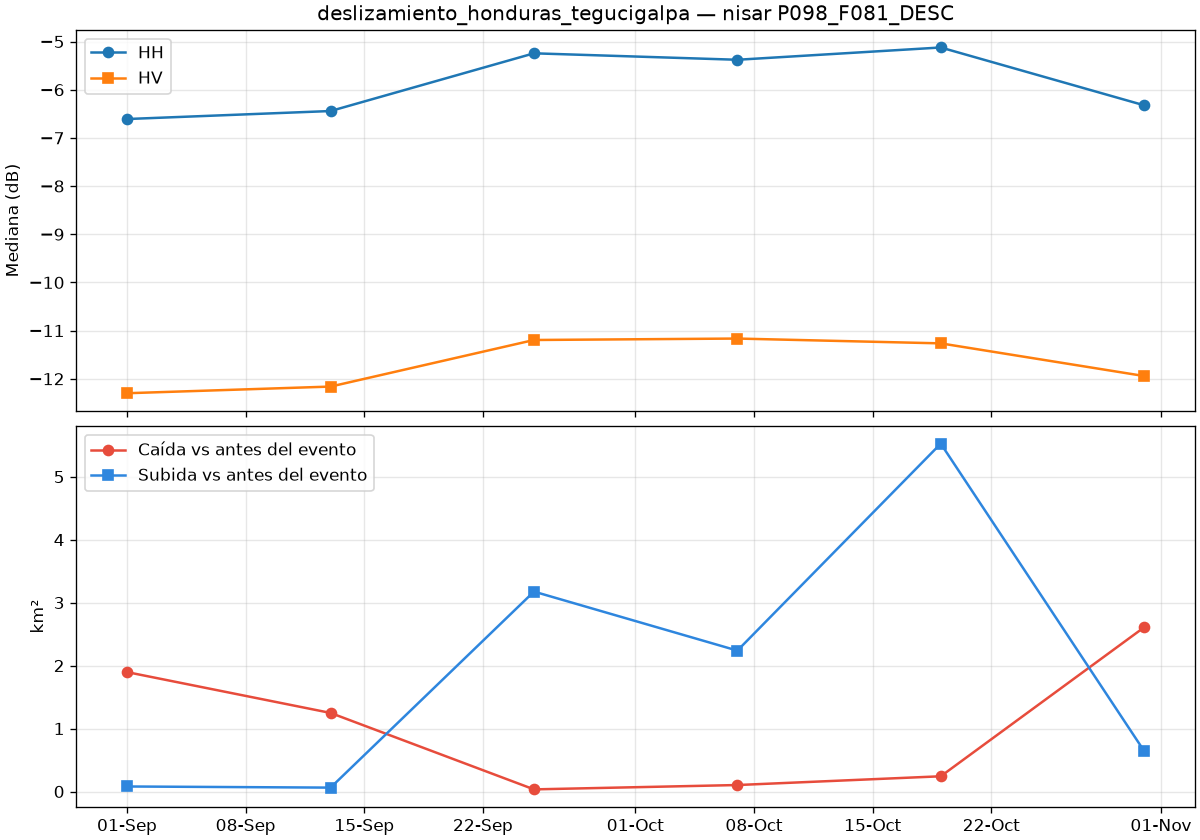 deslizamiento_honduras_tegucigalpa — nisar P098_F081_DESC
HH
HV
Mediana (dB)
−5
−6
−7
−8
−9
−10
−11
−12
Caída vs antes del evento
Subida vs antes del evento
km²
5
4
3
2
1
0
01-Sep 08-Sep 15-Sep 22-Sep 01-Oct 08-Oct 15-Oct 22-Oct 01-Nov